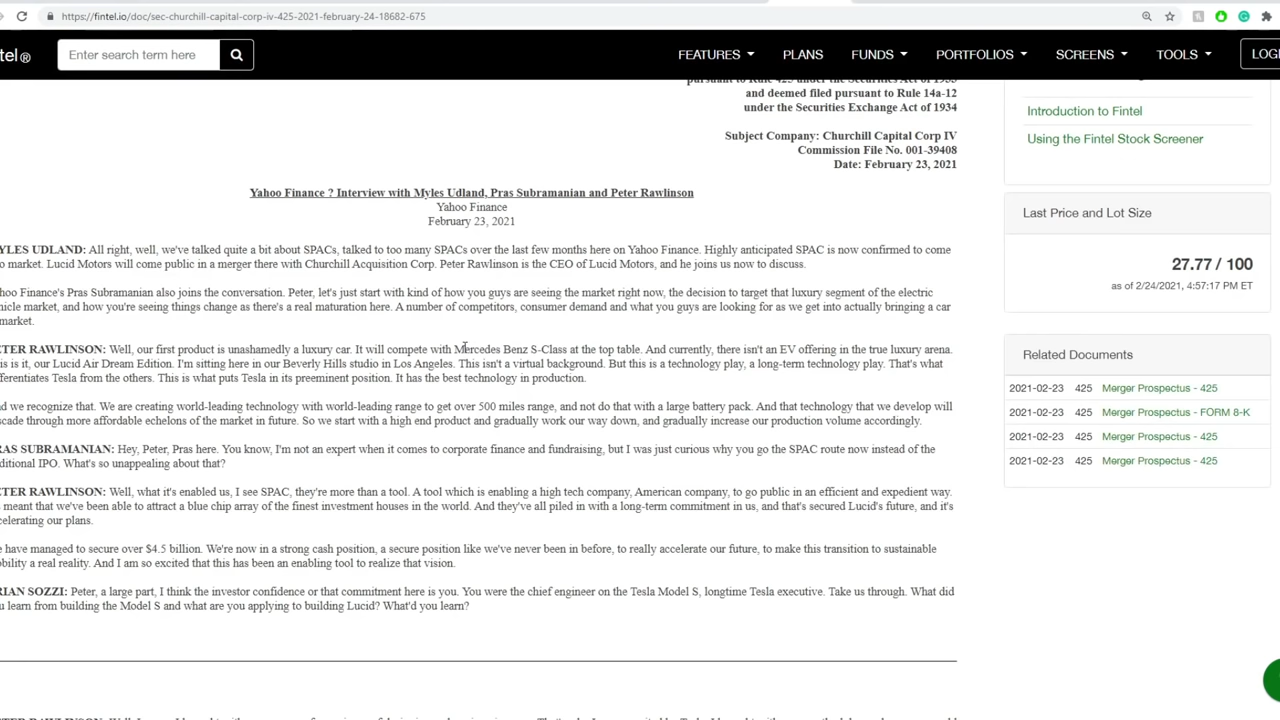 https://fintel.io/doc/sec-churchill-capital-corp-iv-425-2021-february-24-18682-675
tel®
Enter search term here
FEATURES
PLANS
FUNDS
PORTFOLIOS
SCREENS
TOOLS
LOGI
pursuant to Rule 425 under the Securities Act of 1933
and deemed filed pursuant to Rule 14a-12
under the Securities Exchange Act of 1934
Subject Company: Churchill Capital Corp IV
Commission File No. 001-39408
Date: February 23, 2021
Yahoo Finance ? Interview with Myles Udland, Pras Subramanian and Peter Rawlinson
Yahoo Finance
February 23, 2021
YLES UDLAND: All right, well, we've talked quite a bit about SPACs, talked to too many SPACs over the last few months here on Yahoo Finance. Highly anticipated SPAC is now confirmed to come
o market. Lucid Motors will come public in a merger there with Churchill Acquisition Corp. Peter Rawlinson is the CEO of Lucid Motors, and he joins us now to discuss.
hoo Finance's Pras Subramanian also joins the conversation. Peter, let's just start with kind of how you guys are seeing the market right now, the decision to target that luxury segment of the electric
hicle market, and how you're seeing things change as there's a real maturation here. A number of competitors, consumer demand and what you guys are looking for as we get into actually bringing a car
market.
ETER RAWLINSON: Well, our first product is unashamedly a luxury car. It will compete with Mercedes Benz S-Class at the top table. And currently, there isn't an EV offering in the true luxury arena.
is is it, our Lucid Air Dream Edition. I'm sitting here in our Beverly Hills studio in Los Angeles. This isn't a virtual background. But this is a technology play, a long-term technology play. That's what
fferentiates Tesla from the others. This is what puts Tesla in its preeminent position. It has the best technology in production.
d we recognize that. We are creating world-leading technology with world-leading range to get over 500 miles range, and not do that with a large battery pack. And that technology that we develop will
scade through more affordable echelons of the market in future. So we start with a high end product and gradually work our way down, and gradually increase our production volume accordingly.
RAS SUBRAMANIAN: Hey, Peter, Pras here. You know, I'm not an expert when it comes to corporate finance and fundraising, but I was just curious why you go the SPAC route now instead of the
ditional IPO. What's so unappealing about that?
ETER RAWLINSON: Well, what it's enabled us, I see SPAC, they're more than a tool. A tool which is enabling a high tech company, American company, to go public in an efficient and expedient way.
meant that we've been able to attract a blue chip array of the finest investment houses in the world. And they've all piled in with a long-term commitment in us, and that's secured Lucid's future, and it's
celerating our plans.
e have managed to secure over $4.5 billion. We're now in a strong cash position, a secure position like we've never been in before, to really accelerate our future, to make this transition to sustainable
obility a real reality. And I am so excited that this has been an enabling tool to realize that vision.
RIAN SOZZI: Peter, a large part, I think the investor confidence or that commitment here is you. You were the chief engineer on the Tesla Model S, longtime Tesla executive. Take us through. What did
u learn from building the Model S and what are you applying to building Lucid? What'd you learn?
Introduction to Fintel
Using the Fintel Stock Screener
Last Price and Lot Size
27.77 / 100
as of 2/24/2021, 4:57:17 PM ET
Related Documents
2021-02-23 425 Merger Prospectus - 425
2021-02-23 425 Merger Prospectus - FORM 8-K
2021-02-23 425 Merger Prospectus - 425
2021-02-23 425 Merger Prospectus - 425